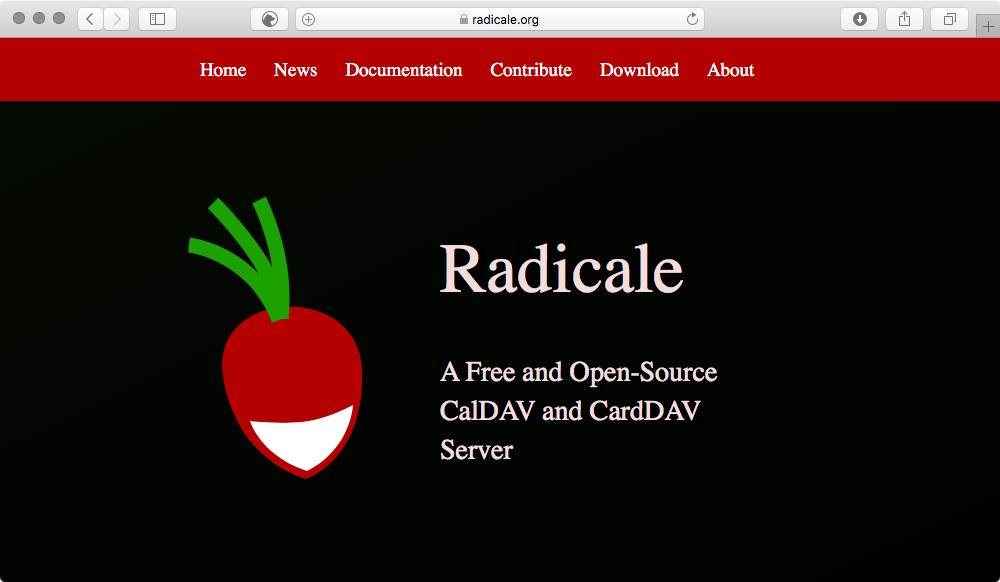 radicale.org
Home News Documentation Contribute Download About
Radicale
A Free and Open-Source
CalDAV and CardDAV
Server